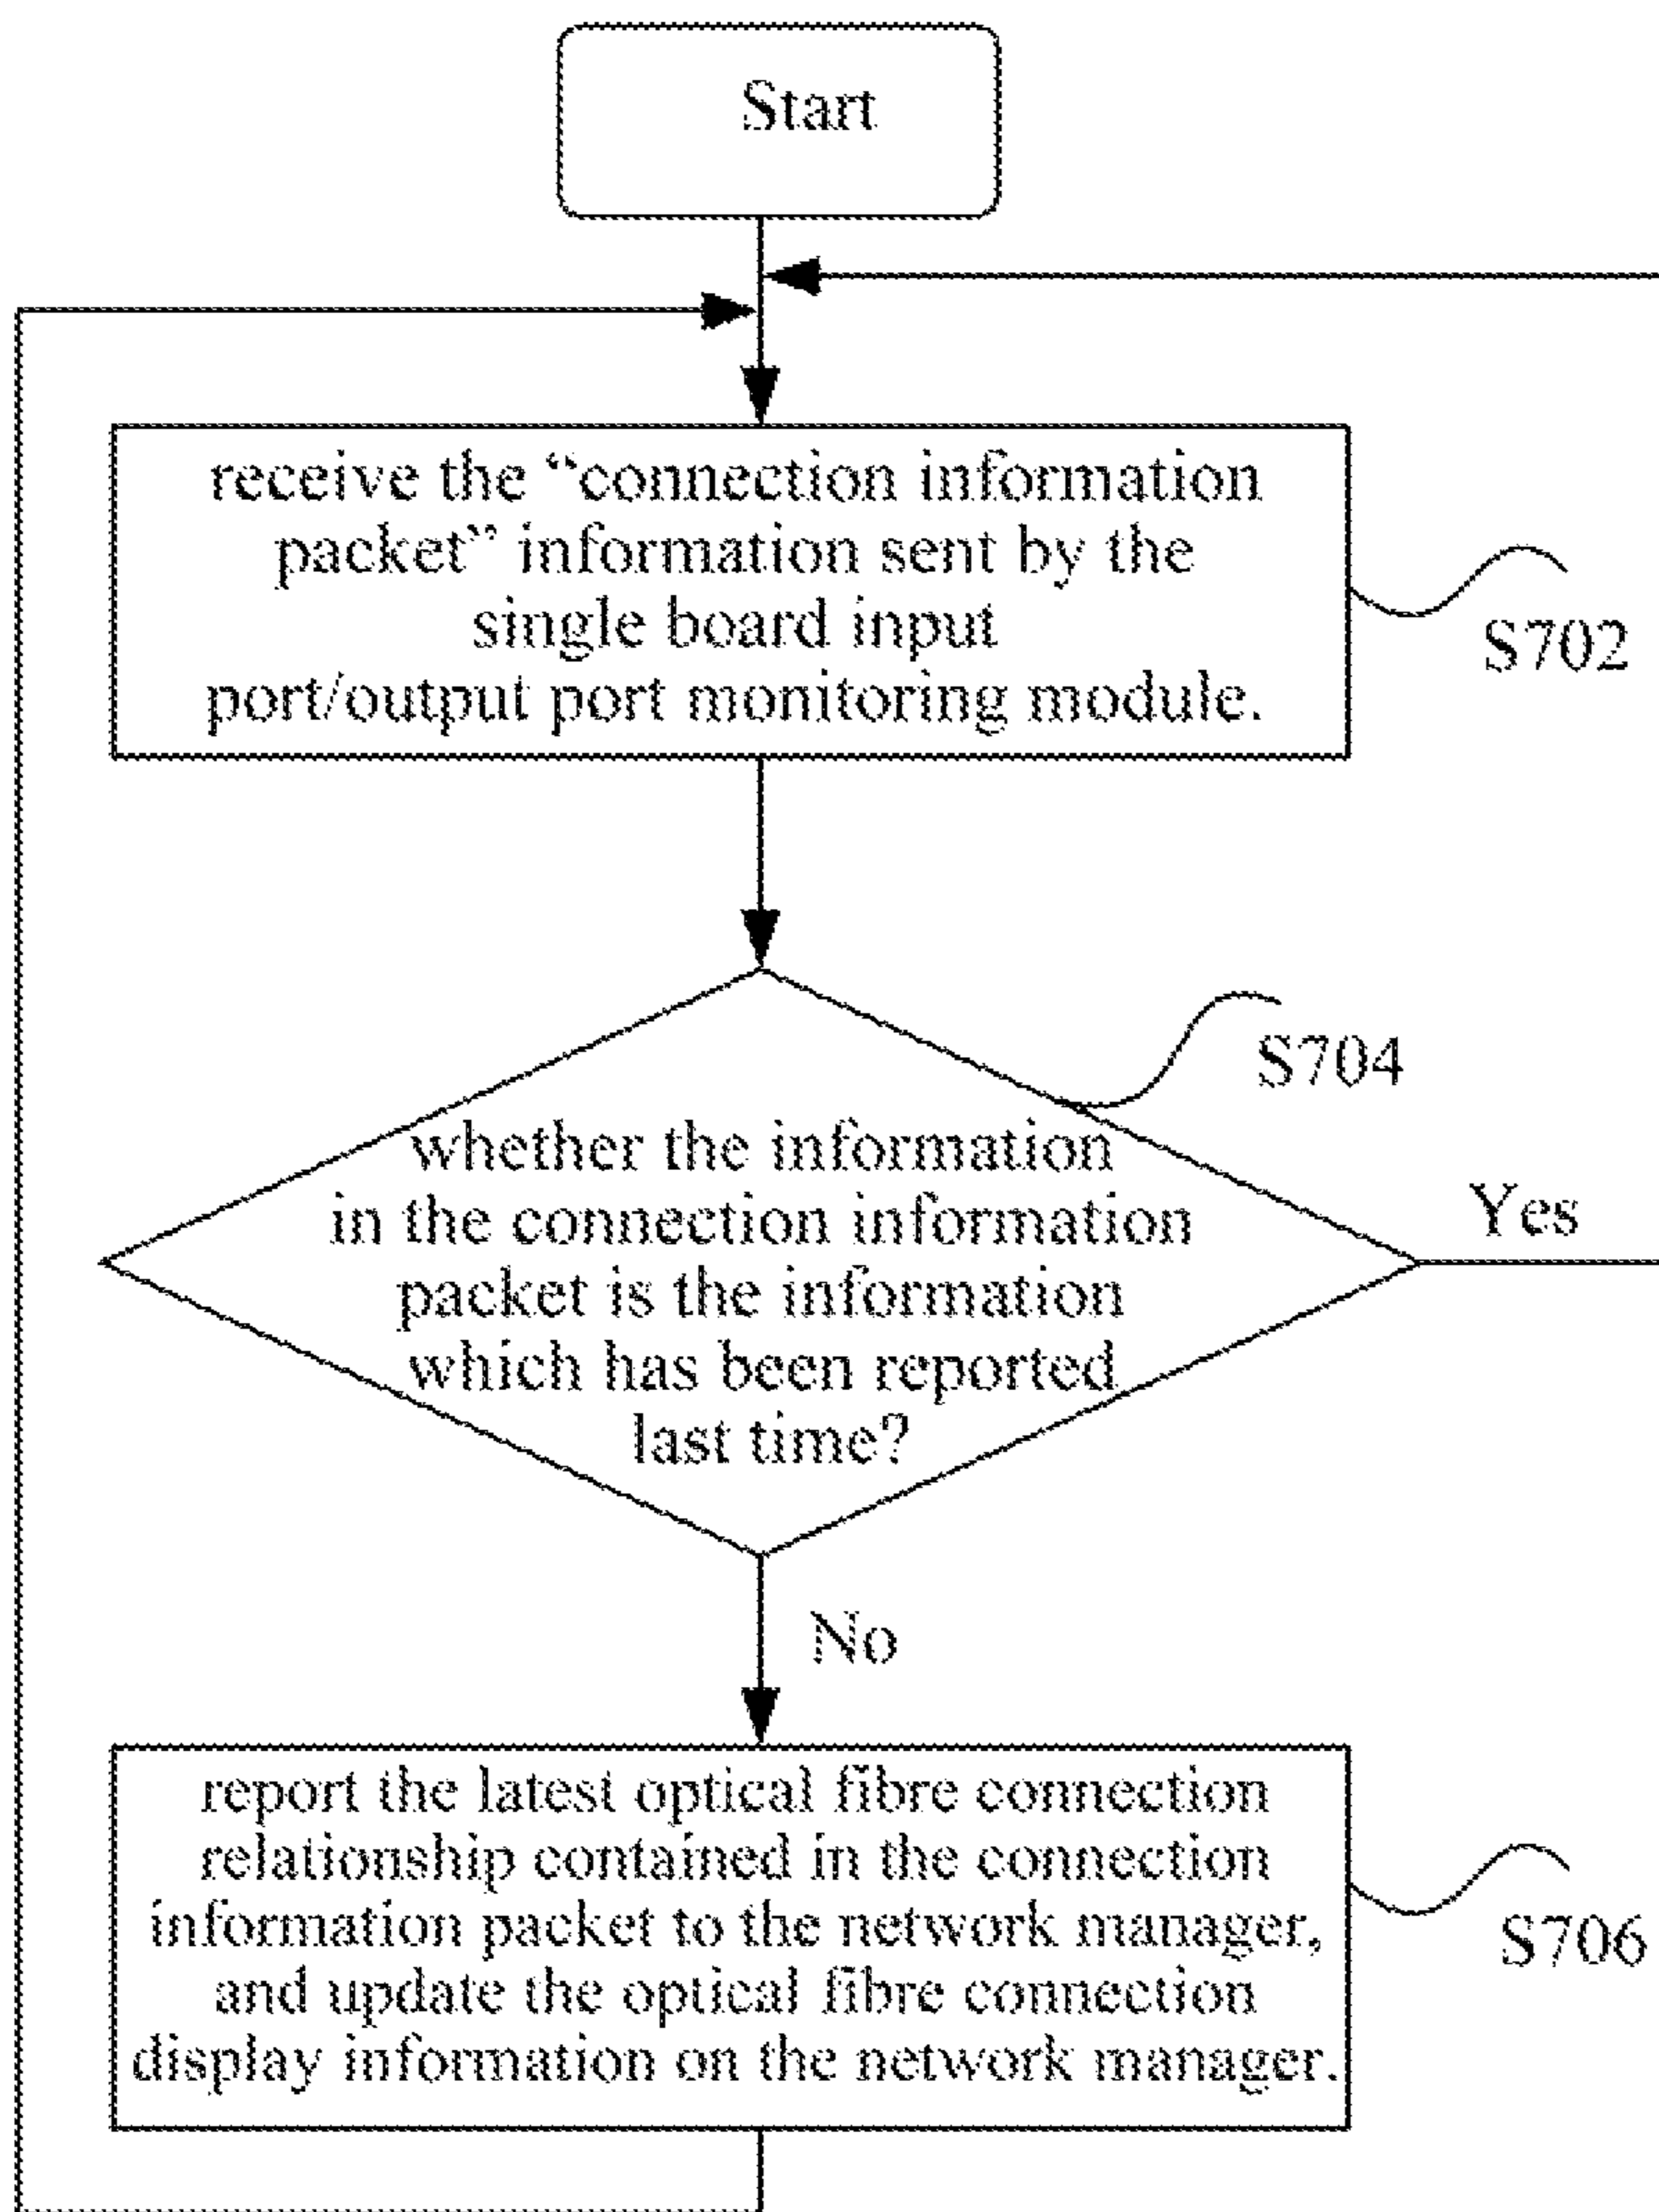 Start
receive the “connection information
packet” information sent by the
single board input
port/output port monitoring module.
S702
S704
whether the information
in the connection information
packet is the information
which has been reported
last time?
Yes
No
report the latest optical fibre connection
relationship contained in the connection
information packet to the network manager,
and update the optical fibre connection
display information on the network manager.
S706